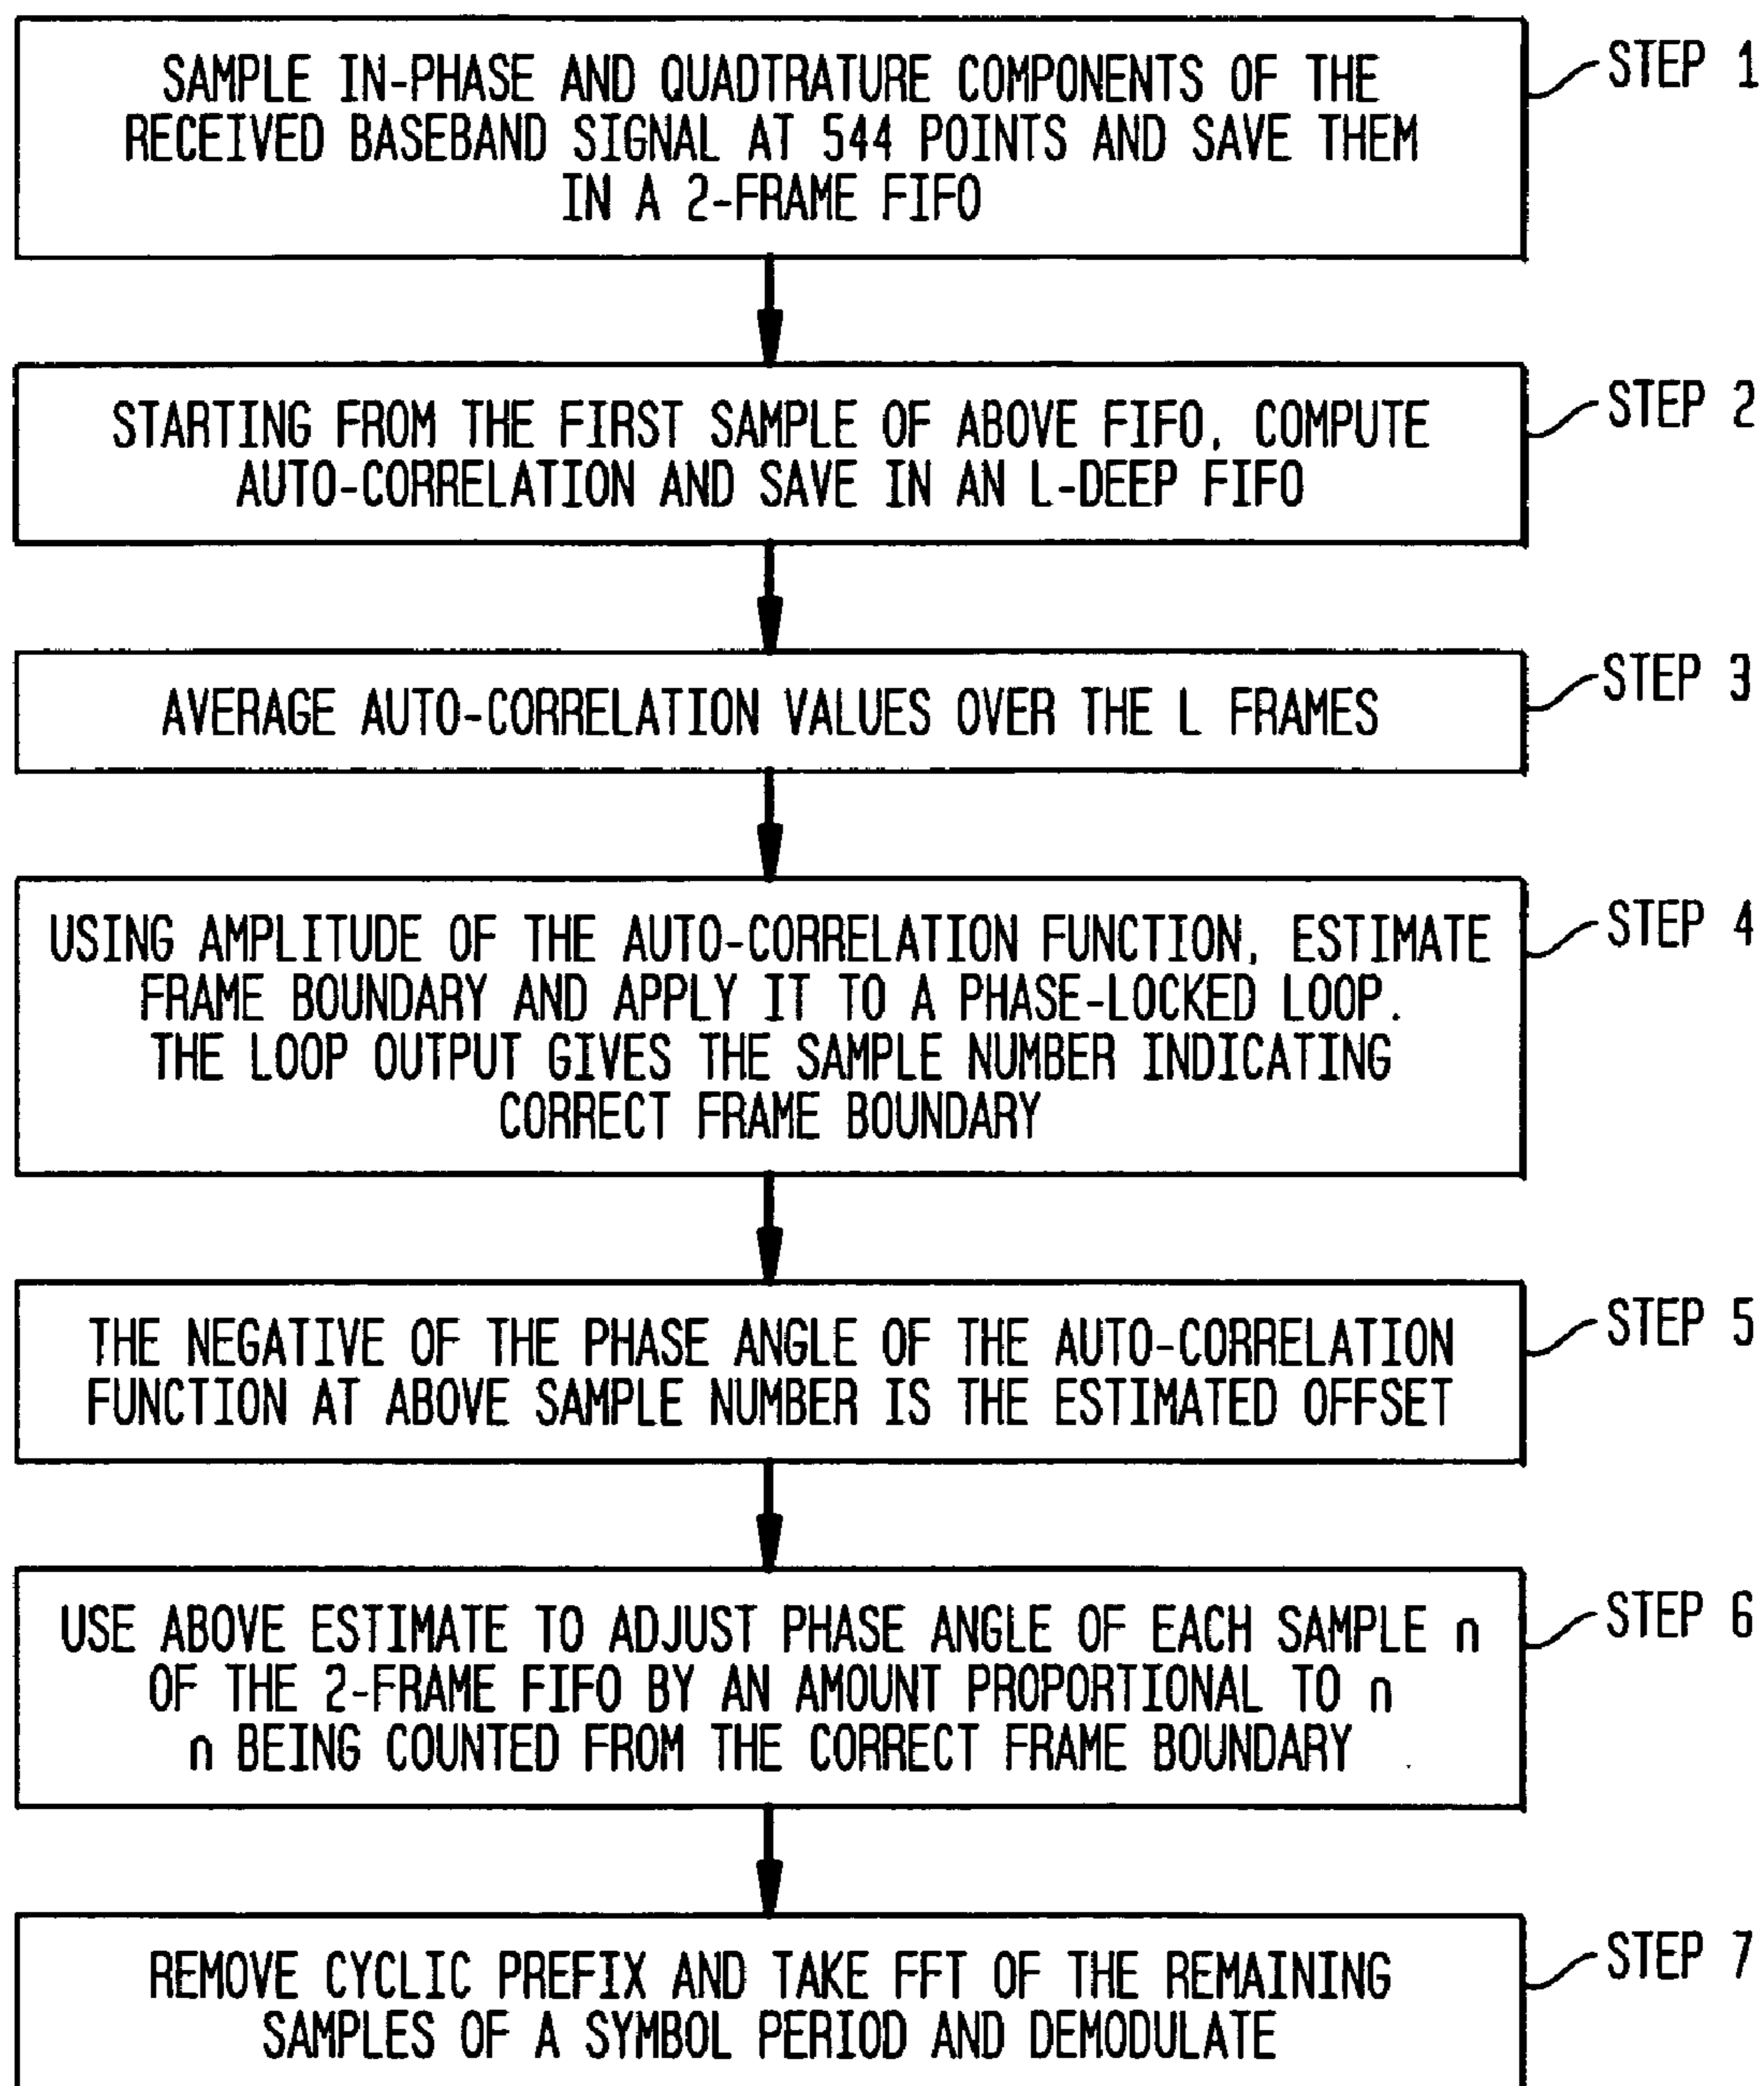 SAMPLE IN-PHASE AND QUADTRATURE COMPONENTS OF THE
RECEIVED BASEBAND SIGNAL AT 544 POINTS AND SAVE THEM
IN A 2-FRAME FIFO
STEP 1
STARTING FROM THE FIRST SAMPLE OF ABOVE FIFO, COMPUTE
AUTO-CORRELATION AND SAVE IN AN L-DEEP FIFO
STEP 2
AVERAGE AUTO-CORRELATION VALUES OVER THE L FRAMES
STEP 3
USING AMPLITUDE OF THE AUTO-CORRELATION FUNCTION, ESTIMATE
FRAME BOUNDARY AND APPLY IT TO A PHASE-LOCKED LOOP.
THE LOOP OUTPUT GIVES THE SAMPLE NUMBER INDICATING
CORRECT FRAME BOUNDARY
STEP 4
THE NEGATIVE OF THE PHASE ANGLE OF THE AUTO-CORRELATION
FUNCTION AT ABOVE SAMPLE NUMBER IS THE ESTIMATED OFFSET
STEP 5
USE ABOVE ESTIMATE TO ADJUST PHASE ANGLE OF EACH SAMPLE n
OF THE 2-FRAME FIFO BY AN AMOUNT PROPORTIONAL TO n
n BEING COUNTED FROM THE CORRECT FRAME BOUNDARY
STEP 6
REMOVE CYCLIC PREFIX AND TAKE FFT OF THE REMAINING
SAMPLES OF A SYMBOL PERIOD AND DEMODULATE
STEP 7